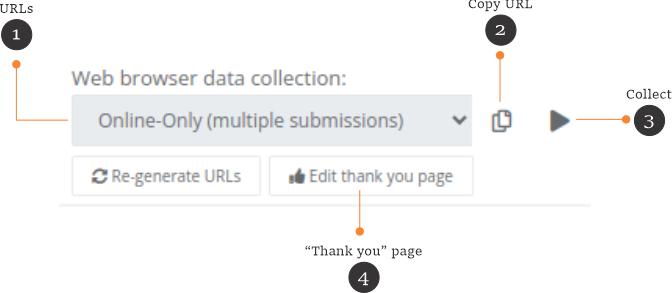 URLs
1
Copy URL
2
Web browser data collection:
Collect
3
Online-Only (multiple submissions)
Re-generate URLs
Edit thank you page
“Thank you” page
4